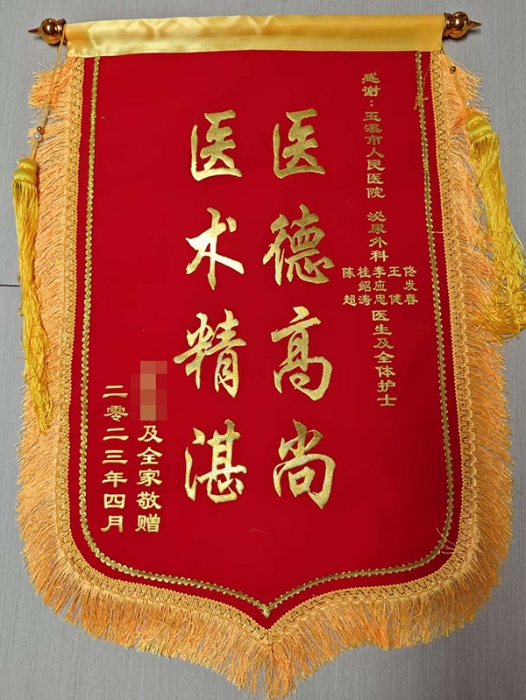 感谢：玉溪市人民医院 泌尿外科
佟发春
王健
李应忠
桂绍涛
陈超
医生及全体护士
医德高尚
医术精湛
及全家敬赠
二零二三年四月